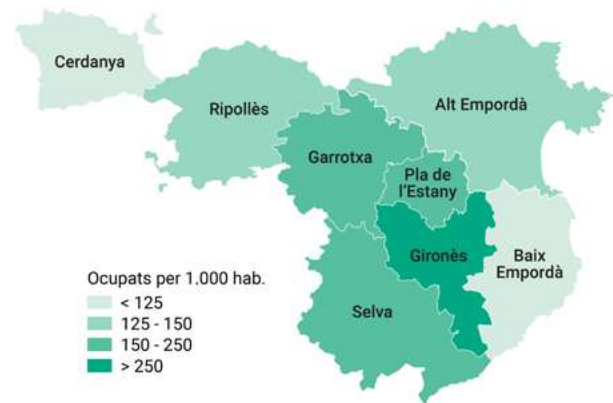 Cerdanya
Ripollès
Alt Empordà
Garrotxa
Pla de
l'Estany
Gironès
Baix
Empordà
Selva
Ocupats per 1.000 hab.
< 125
125 - 150
150 - 250
> 250